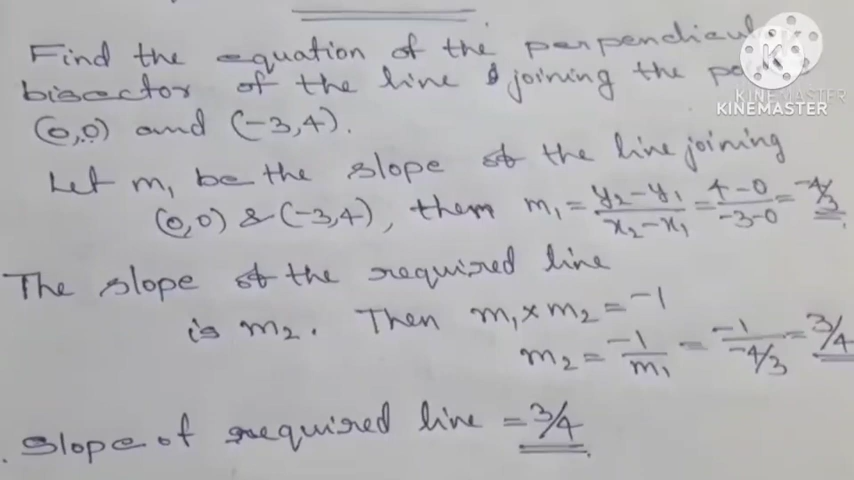 Find the equation of the perpendicul
bisector of the line joining the
(0,0) and (-3,4).
KINEMASTER
KINEMASTER
Let m₁ be the slope of the line joining
(0,0) & (-3,4), then m₁ = y₂-y₁/x₂-x₁ = 4-0/-3-0 = -4/3
The slope of the required line
is m₂. Then m₁ x m₂ = -1
m₂ = -1/m₁ = -1/-4/3 = 3/4
Slope of required line = 3/4